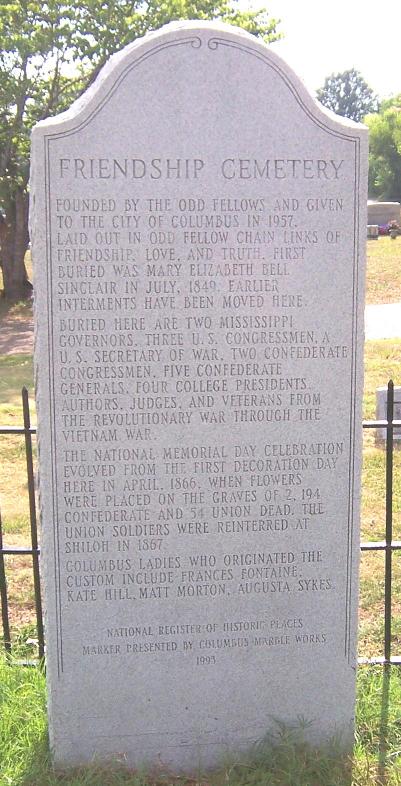 FRIENDSHIP CEMETERY
FOUNDED BY THE ODD FELLOWS AND GIVEN
TO THE CITY OF COLUMBUS IN 1957.
LAID OUT IN ODD FELLOW CHAIN LINKS OF
FRIENDSHIP, LOVE, AND TRUTH. FIRST
BURIED WAS MARY ELIZABETH BELL
SINCLAIR IN JULY, 1849. EARLIER
INTERMENTS HAVE BEEN MOVED HERE.
BURIED HERE ARE TWO MISSISSIPPI
GOVERNORS, THREE U.S. CONGRESSMEN, A
U.S. SECRETARY OF WAR, TWO CONFEDERATE
CONGRESSMEN, FIVE CONFEDERATE
GENERALS, FOUR COLLEGE PRESIDENTS,
AUTHORS, JUDGES, AND VETERANS FROM
THE REVOLUTIONARY WAR THROUGH THE
VIETNAM WAR.
THE NATIONAL MEMORIAL DAY CELEBRATION
EVOLVED FROM THE FIRST DECORATION DAY
HERE IN APRIL, 1866, WHEN FLOWERS
WERE PLACED ON THE GRAVES OF 2,194
CONFEDERATE AND 54 UNION DEAD. THE
UNION SOLDIERS WERE REINTERRED AT
SHILOH IN 1867.
COLUMBUS LADIES WHO ORIGINATED THE
CUSTOM INCLUDE FRANCES FONTAINE,
KATE HILL, MATT MORTON, AUGUSTA SYKES.
NATIONAL REGISTER OF HISTORIC PLACES
MARKER PRESENTED BY COLUMBUS MARBLE WORKS
1993